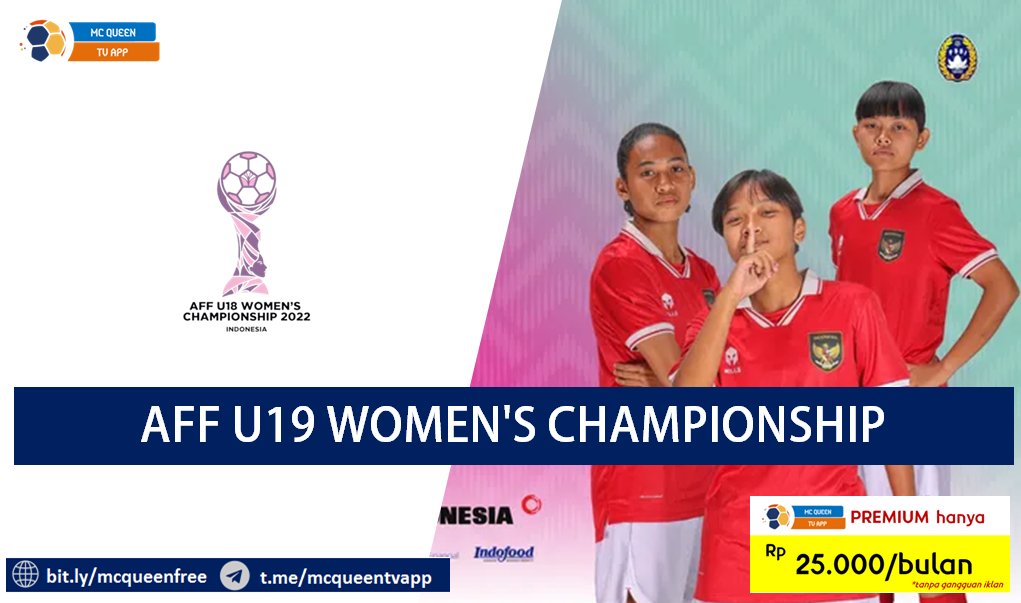 MC QUEEN
TV APP
AFF U18 WOMEN'S
CHAMPIONSHIP 2022
INDONESIA
MILLS
AFF U19 WOMEN'S CHAMPIONSHIP
NESIA
Indofood
bit.ly/mcqueenfree
t.me/mcqueentvapp
MC QUEEN
TV APP
PREMIUM hanya
Rp 25.000/bulan
*tanpa gangguan iklan